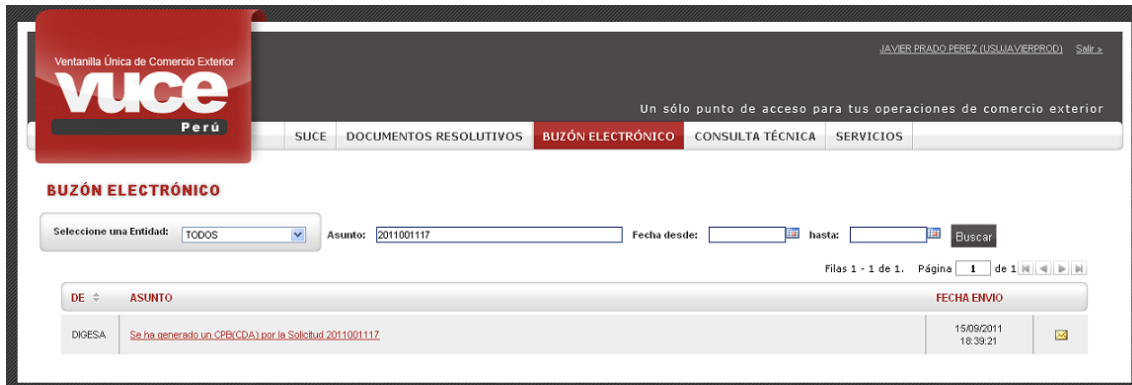 JAVIER PRADO PEREZ (USUJAVIERPROD) Salir »
Ventanilla Única de Comercio Exterior
vuce
Perú
Un sólo punto de acceso para tus operaciones de comercio exterior
SUCE DOCUMENTOS RESOLUTIVOS BUZÓN ELECTRÓNICO CONSULTA TÉCNICA SERVICIOS
BUZÓN ELECTRÓNICO
Seleccione una Entidad: TODOS Asunto: 2011001117 Fecha desde: hasta: Buscar
Filas 1 - 1 de 1. Página 1 de 1
DE ASUNTO FECHA ENVIO
DIGESA Se ha generado un CPB(CDA) por la Solicitud 2011001117 15/09/2011
18:39:21